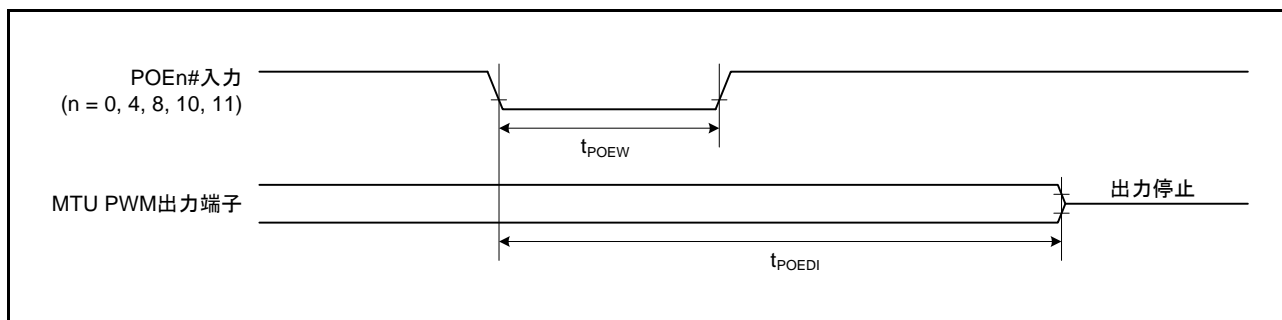 POEn#入力
(n = 0, 4, 8, 10, 11)
tPOEW
MTU PWM出力端子
出力停止
tPOEDI